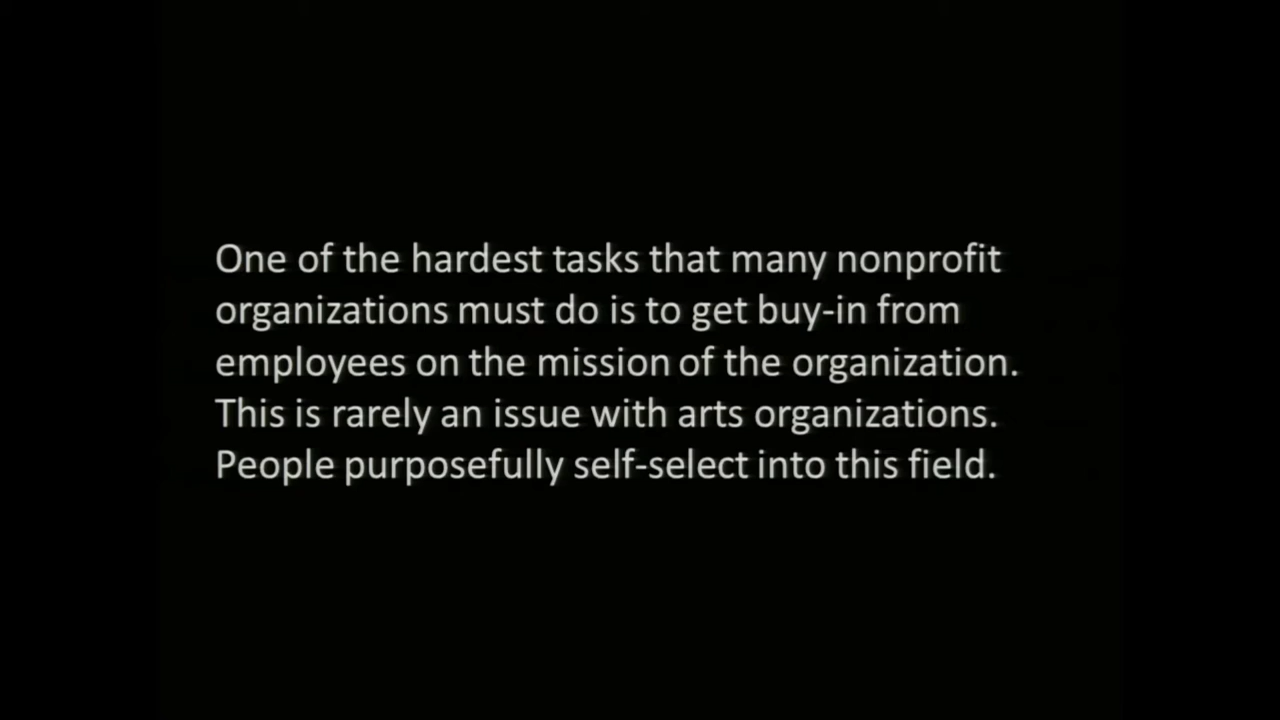 One of the hardest tasks that many nonprofit
organizations must do is to get buy-in from
employees on the mission of the organization.
This is rarely an issue with arts organizations.
People purposefully self-select into this field.